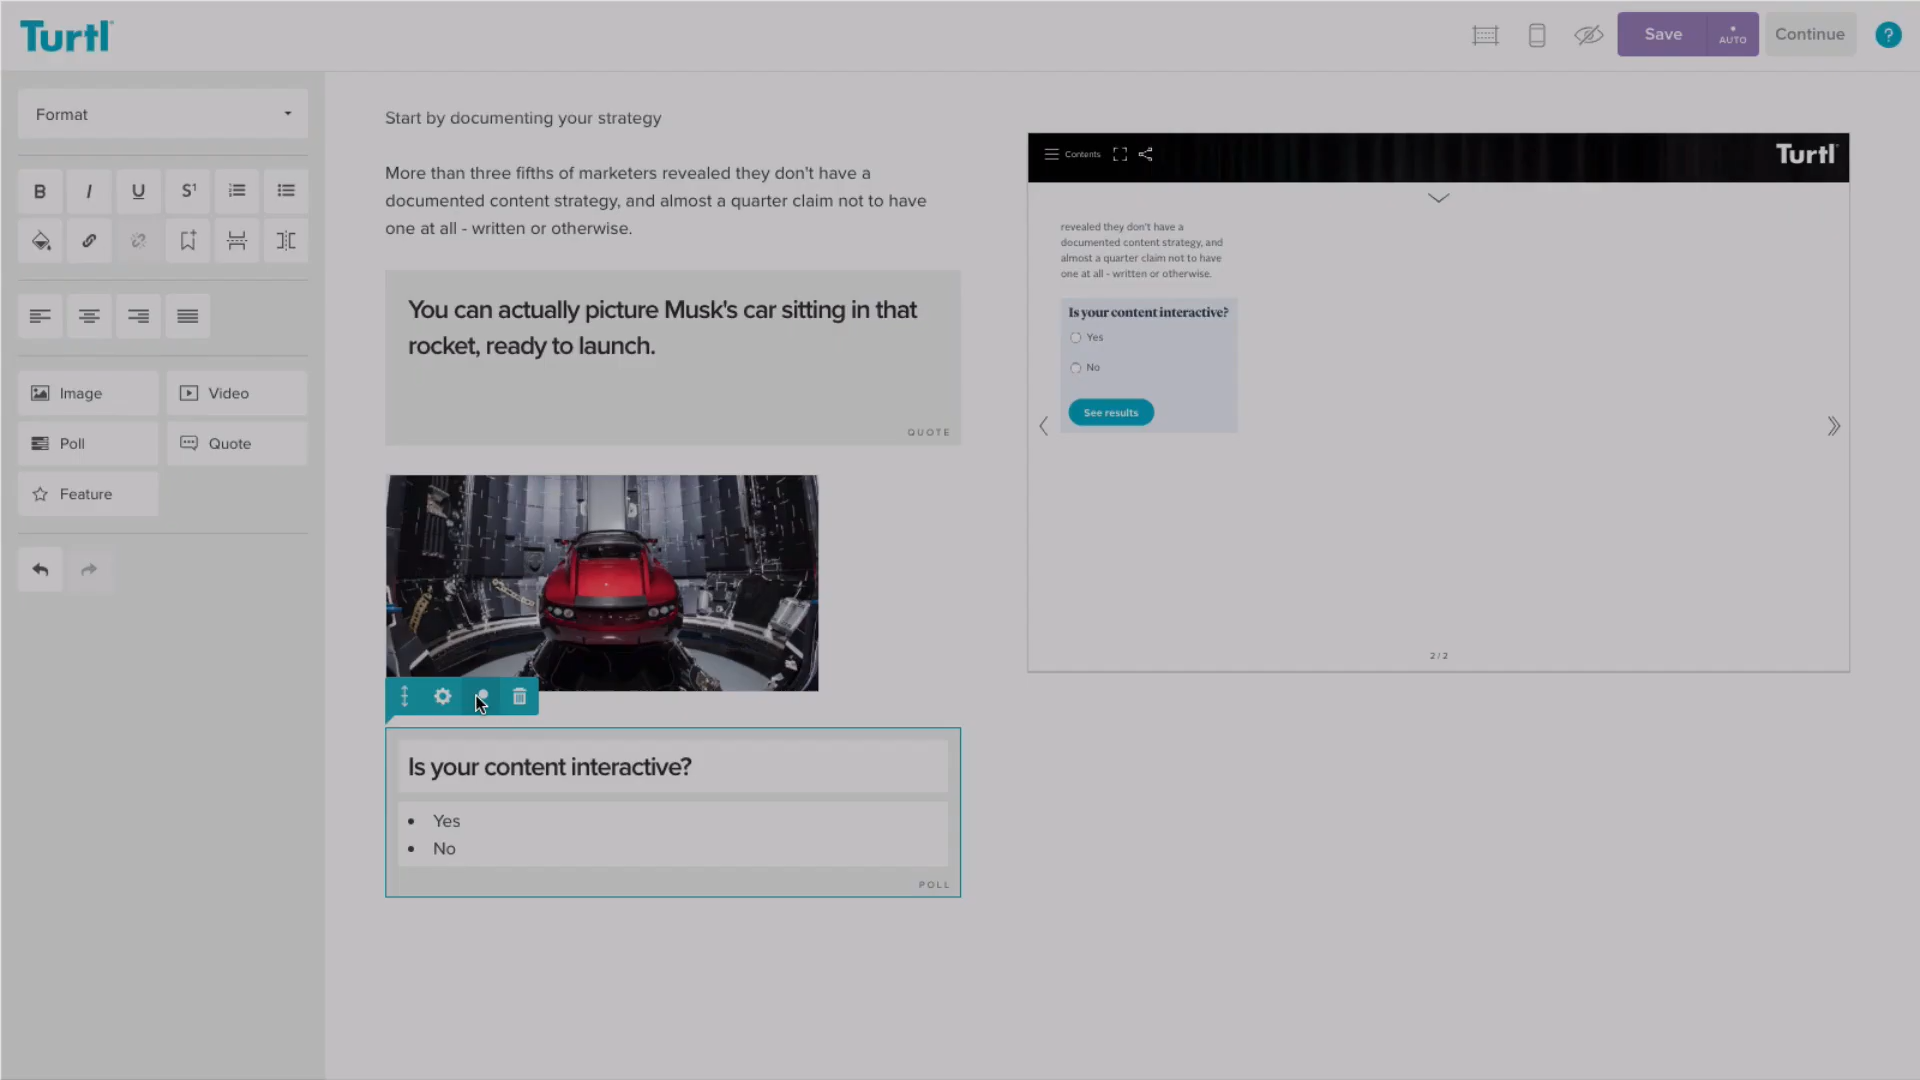 Turtl
Save
AUTO
Continue
?
Format
B
I
U
S¹
Image
Video
Poll
Quote
Feature
Start by documenting your strategy
More than three fifths of marketers revealed they don't have a
documented content strategy, and almost a quarter claim not to have
one at all - written or otherwise.
You can actually picture Musk's car sitting in that
rocket, ready to launch.
QUOTE
Is your content interactive?
Yes
No
POLL
Contents
Turtl
revealed they don't have a
documented content strategy, and
almost a quarter claim not to have
one at all - written or otherwise.
Is your content interactive?
Yes
No
See results
2/2